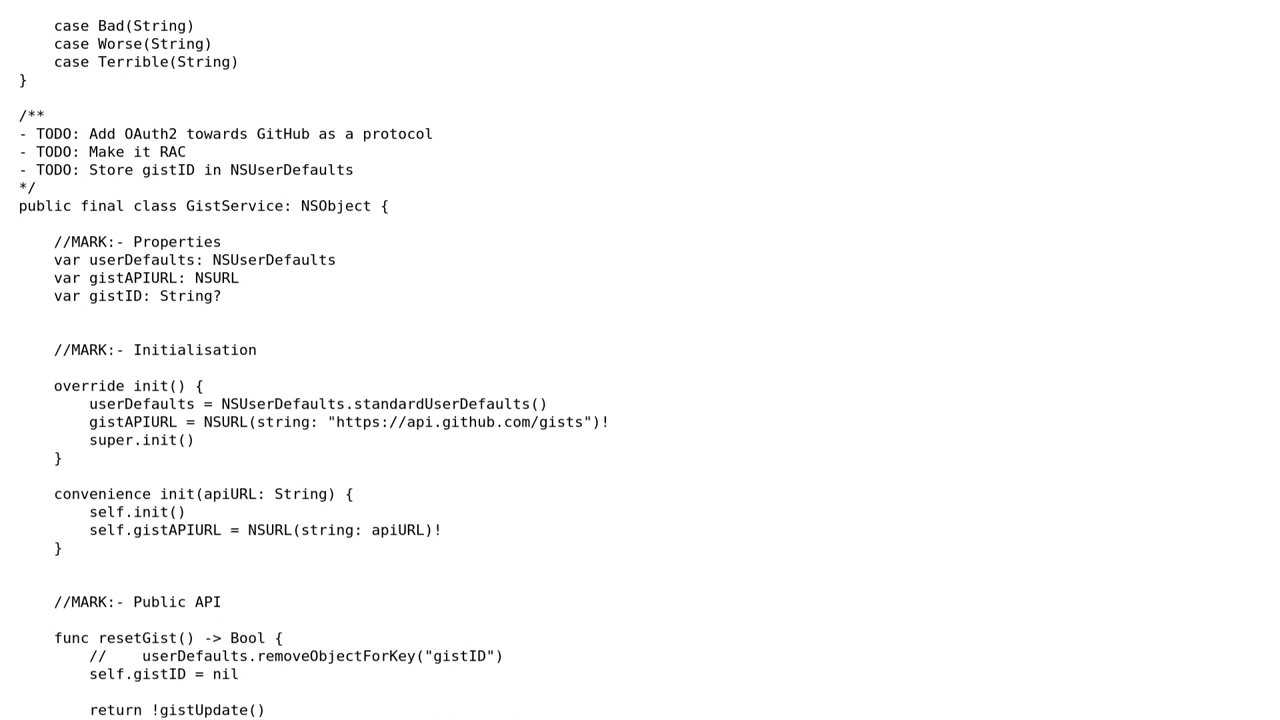 case Bad(String)
    case Worse(String)
    case Terrible(String)
}

/**
- TODO: Add OAuth2 towards GitHub as a protocol
- TODO: Make it RAC
- TODO: Store gistID in NSUserDefaults
*/
public final class GistService: NSObject {

    //MARK:- Properties
    var userDefaults: NSUserDefaults
    var gistAPIURL: NSURL
    var gistID: String?


    //MARK:- Initialisation

    override init() {
        userDefaults = NSUserDefaults.standardUserDefaults()
        gistAPIURL = NSURL(string: "https://api.github.com/gists")!
        super.init()
    }

    convenience init(apiURL: String) {
        self.init()
        self.gistAPIURL = NSURL(string: apiURL)!
    }


    //MARK:- Public API

    func resetGist() -> Bool {
        //    userDefaults.removeObjectForKey("gistID")
        self.gistID = nil

        return !gistUpdate()